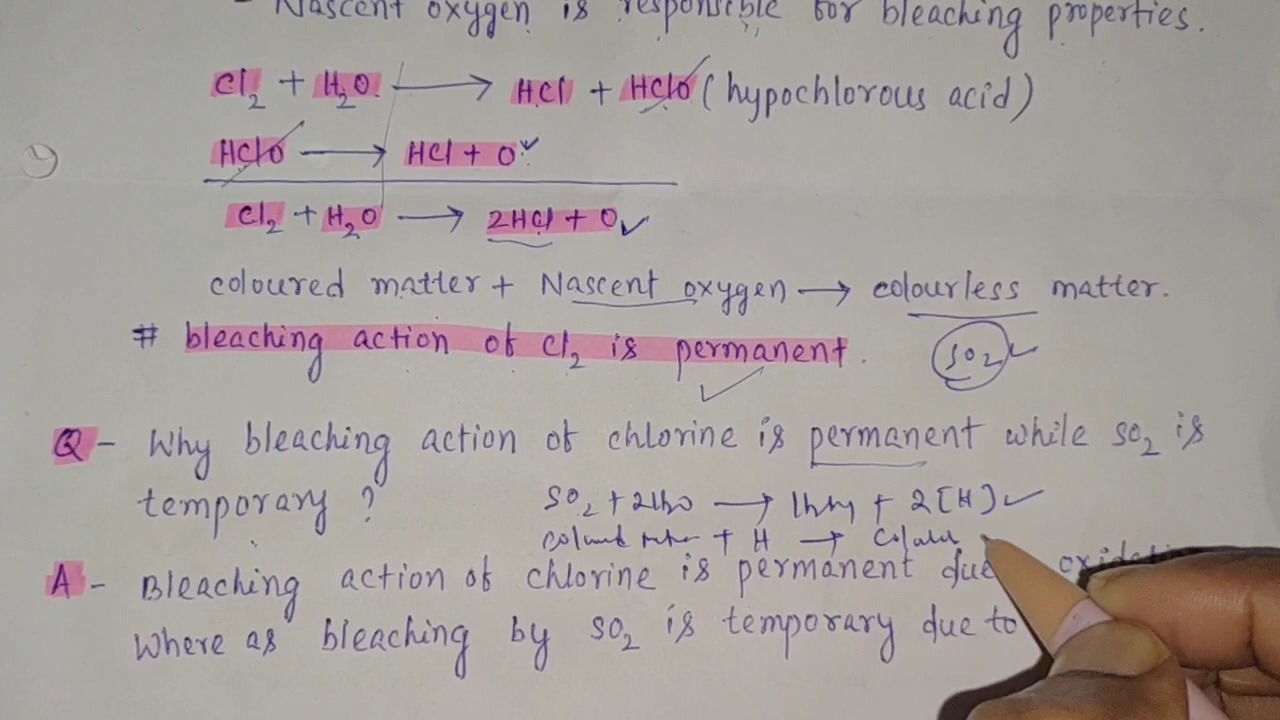 - Nascent oxygen is responsible for bleaching properties.
Cl₂ + H₂O → HCl + HClO (hypochlorous acid)
HClO → HCl + O
Cl₂ + H₂O → 2HCl + O
coloured matter + Nascent oxygen → colourless matter.
# bleaching action of Cl₂ is permanent.
SO₂
Q - Why bleaching action of chlorine is permanent while SO₂ is
temporary ?
SO₂ + 2H₂O → + 2[H]
+ H →
A - Bleaching action of chlorine is permanent due
Where as bleaching by SO₂ is temporary due to